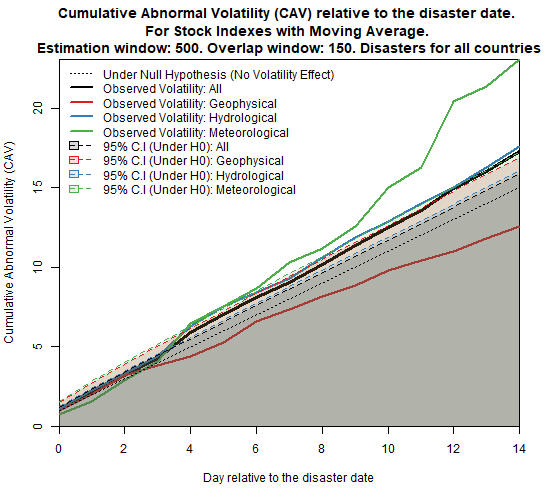 Cumulative Abnormal Volatility (CAV) relative to the disaster date.
For Stock Indexes with Moving Average.
Estimation window: 500. Overlap window: 150. Disasters for all countries
Under Null Hypothesis (No Volatility Effect)
Observed Volatility: All
Observed Volatility: Geophysical
Observed Volatility: Hydrological
Observed Volatility: Meteorological
95% C.I (Under H0): All
95% C.I (Under H0): Geophysical
95% C.I (Under H0): Hydrological
95% C.I (Under H0): Meteorological
Cumulative Abnormal Volatility (CAV)
20
15
10
5
0
0 2 4 6 8 10 12 14
Day relative to the disaster date